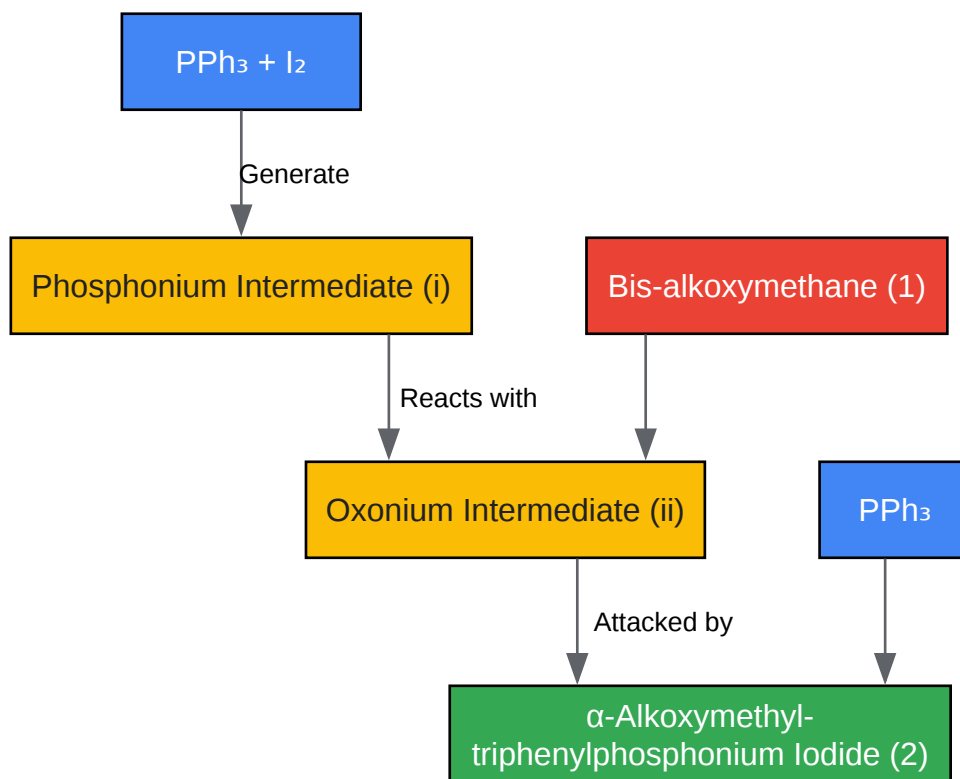 PPh₃ + I₂
Generate
Phosphonium Intermediate (i)
Bis-alkoxymethane (1)
Reacts with
Oxonium Intermediate (ii)
PPh₃
Attacked by
α-Alkoxymethyl-
triphenylphosphonium Iodide (2)